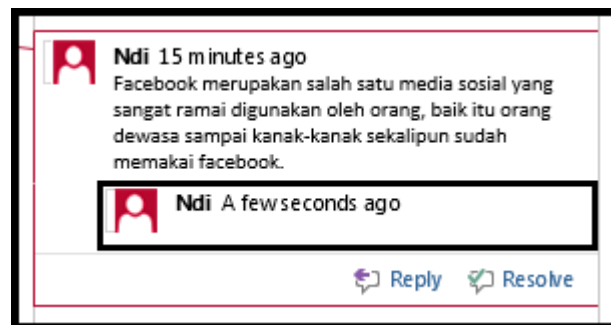 Ndi 15 minutes ago
Facebook merupakan salah satu media sosial yang
sangat ramai digunakan oleh orang, baik itu orang
dewasa sampai kanak-kanak sekalipun sudah
memakai facebook.
Ndi A few seconds ago
Reply Resolve